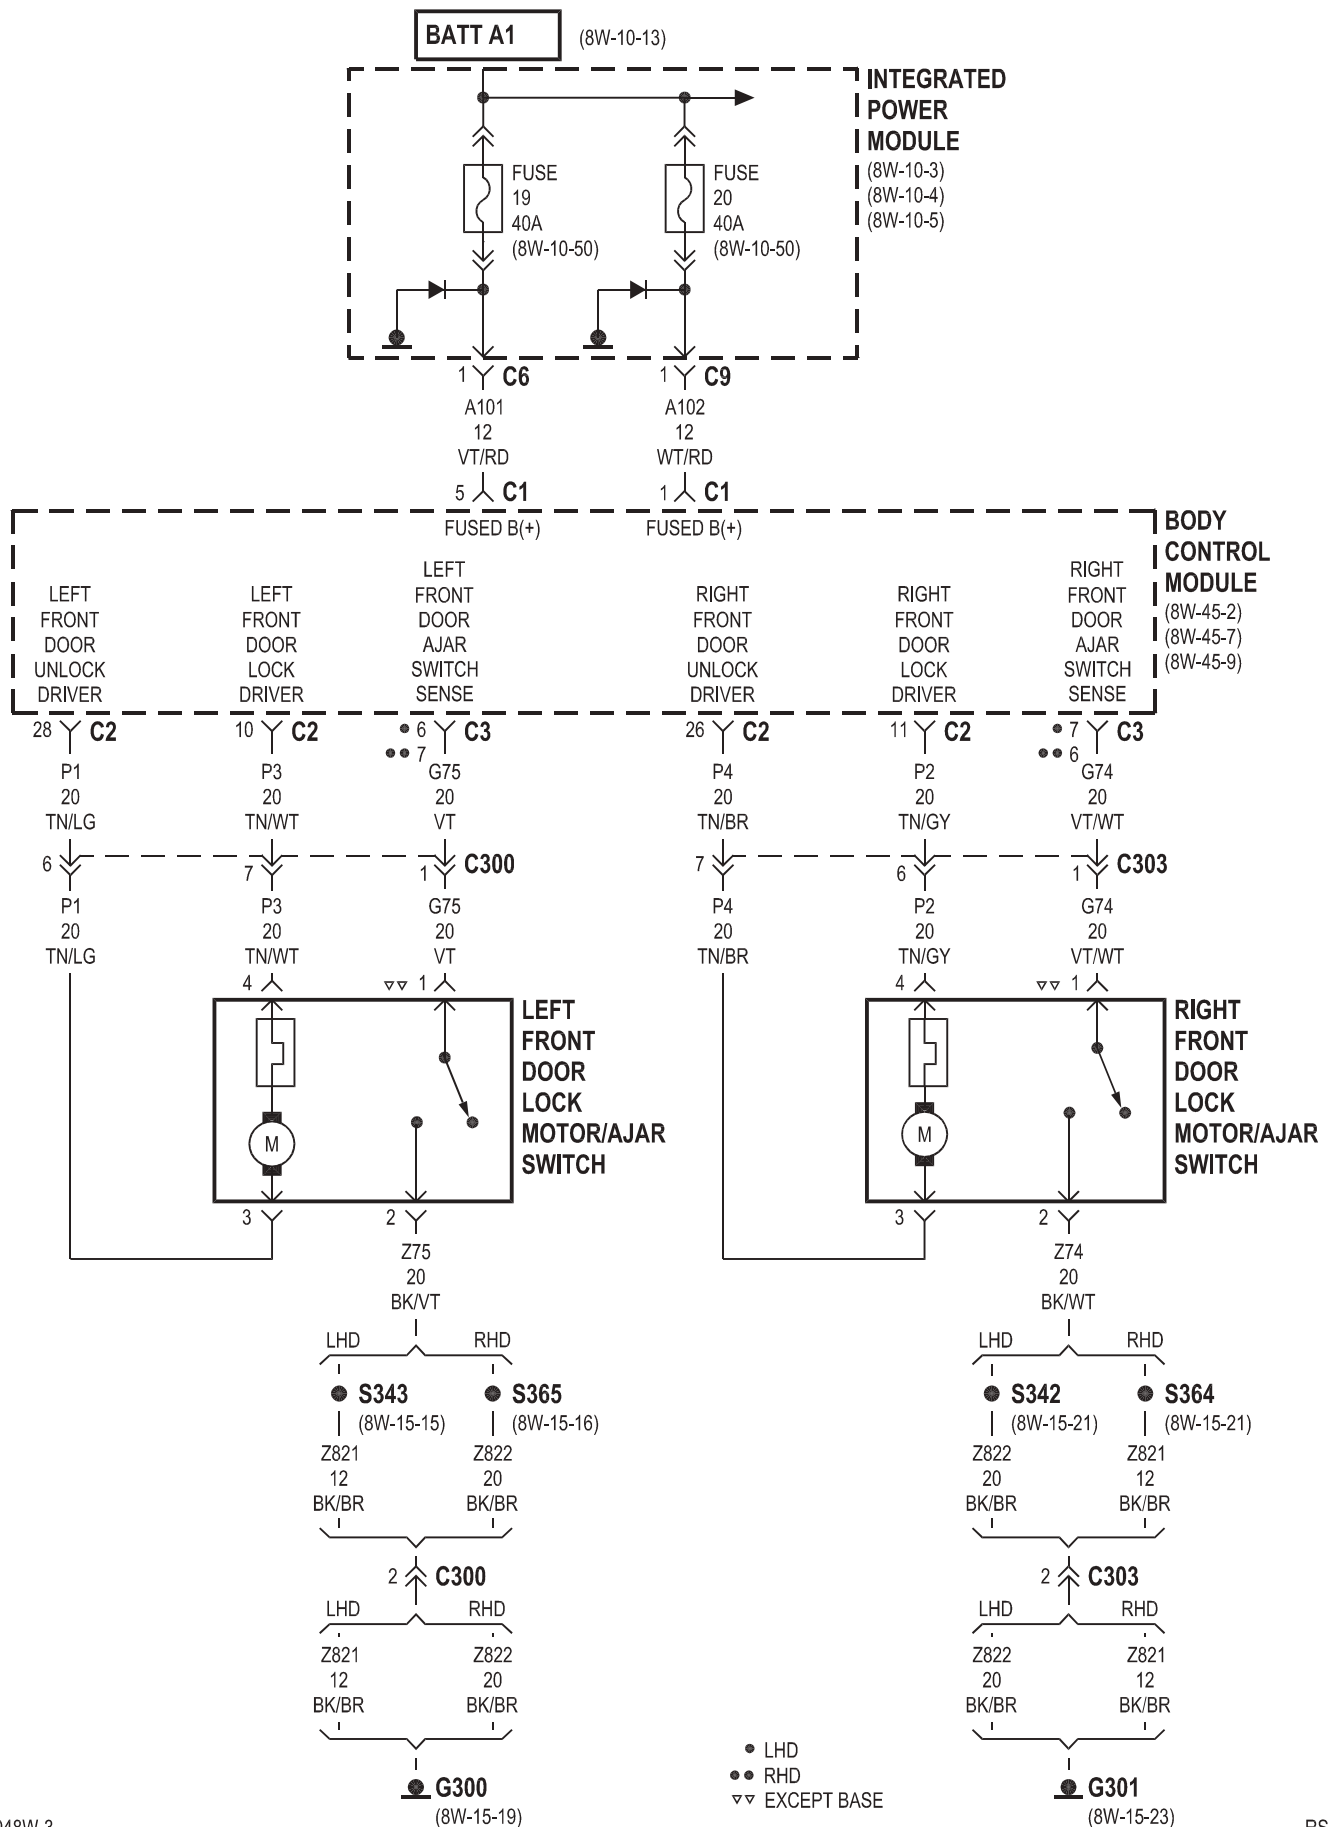 BATT A1
(8W-10-13)
INTEGRATED
POWER
MODULE
(8W-10-3)
(8W-10-4)
(8W-10-5)
FUSE
19
40A
(8W-10-50)
FUSE
20
40A
(8W-10-50)
1 C6
1 C9
A101
12
VT/RD
A102
12
WT/RD
5 C1
1 C1
FUSED B(+)
FUSED B(+)
BODY
CONTROL
MODULE
(8W-45-2)
(8W-45-7)
(8W-45-9)
LEFT
FRONT
DOOR
UNLOCK
DRIVER
LEFT
FRONT
DOOR
LOCK
DRIVER
LEFT
FRONT
DOOR
AJAR
SWITCH
SENSE
RIGHT
FRONT
DOOR
UNLOCK
DRIVER
RIGHT
FRONT
DOOR
LOCK
DRIVER
RIGHT
FRONT
DOOR
AJAR
SWITCH
SENSE
28 C2
10 C2
6 C3
7
26 C2
11 C2
7 C3
6
P1
20
TN/LG
P3
20
TN/WT
G75
20
VT
P4
20
TN/BR
P2
20
TN/GY
G74
20
VT/WT
6
7
1 C300
7
6
1 C303
P1
20
TN/LG
P3
20
TN/WT
G75
20
VT
P4
20
TN/BR
P2
20
TN/GY
G74
20
VT/WT
4
1
4
1
LEFT
FRONT
DOOR
LOCK
MOTOR/AJAR
SWITCH
M
RIGHT
FRONT
DOOR
LOCK
MOTOR/AJAR
SWITCH
M
3
2
3
2
Z75
20
BK/VT
Z74
20
BK/WT
LHD
RHD
LHD
RHD
S343
(8W-15-15)
S365
(8W-15-16)
S342
(8W-15-21)
S364
(8W-15-21)
Z821
12
BK/BR
Z822
20
BK/BR
Z822
20
BK/BR
Z821
12
BK/BR
2 C300
2 C303
LHD
RHD
LHD
RHD
Z821
12
BK/BR
Z822
20
BK/BR
Z822
20
BK/BR
Z821
12
BK/BR
G300
(8W-15-19)
LHD
RHD
EXCEPT BASE
G301
(8W-15-23)